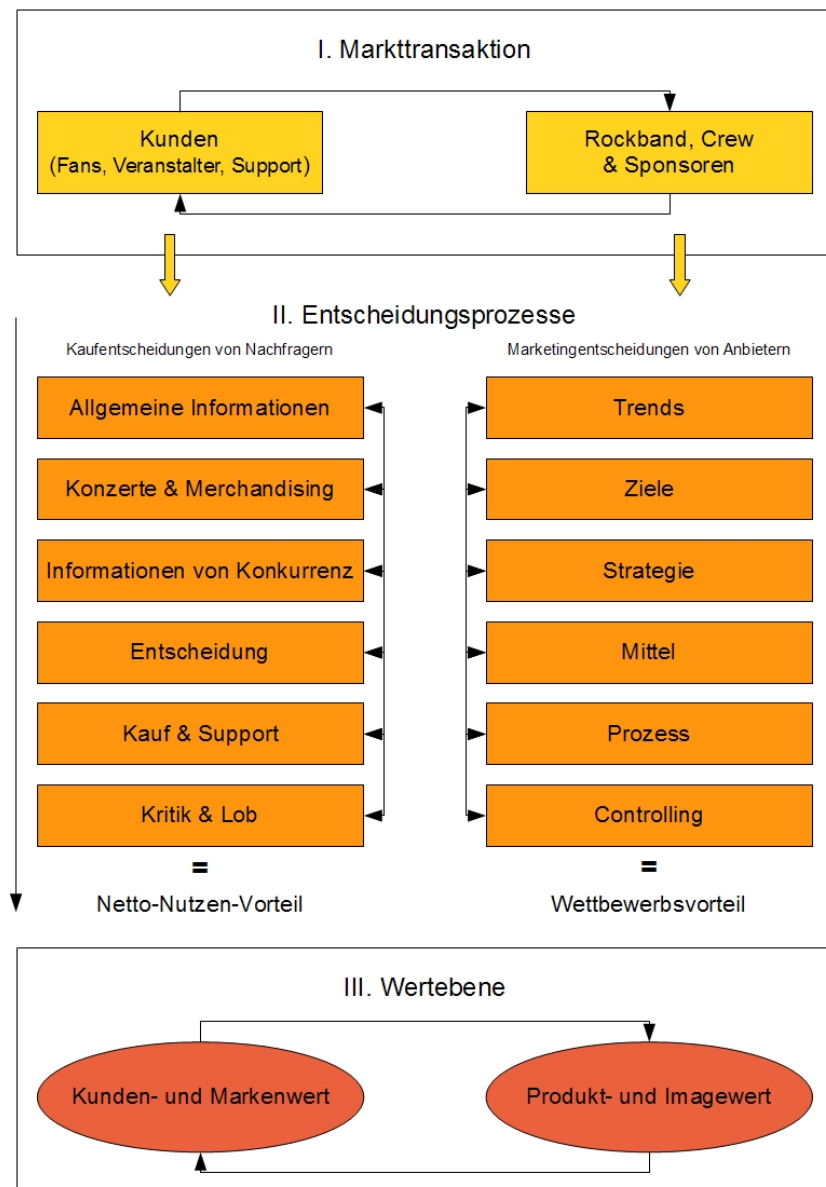 I. Markttransaktion
Kunden
(Fans, Veranstalter, Support)
Rockband, Crew
& Sponsoren
II. Entscheidungsprozesse
Kaufentscheidungen von Nachfragern
Allgemeine Informationen
Konzerte & Merchandising
Informationen von Konkurrenz
Entscheidung
Kauf & Support
Kritik & Lob
=
Netto-Nutzen-Vorteil
Marketingentscheidungen von Anbietern
Trends
Ziele
Strategie
Mittel
Prozess
Controlling
=
Wettbewerbsvorteil
III. Wertebene
Kunden- und Markenwert
Produkt- und Imagewert